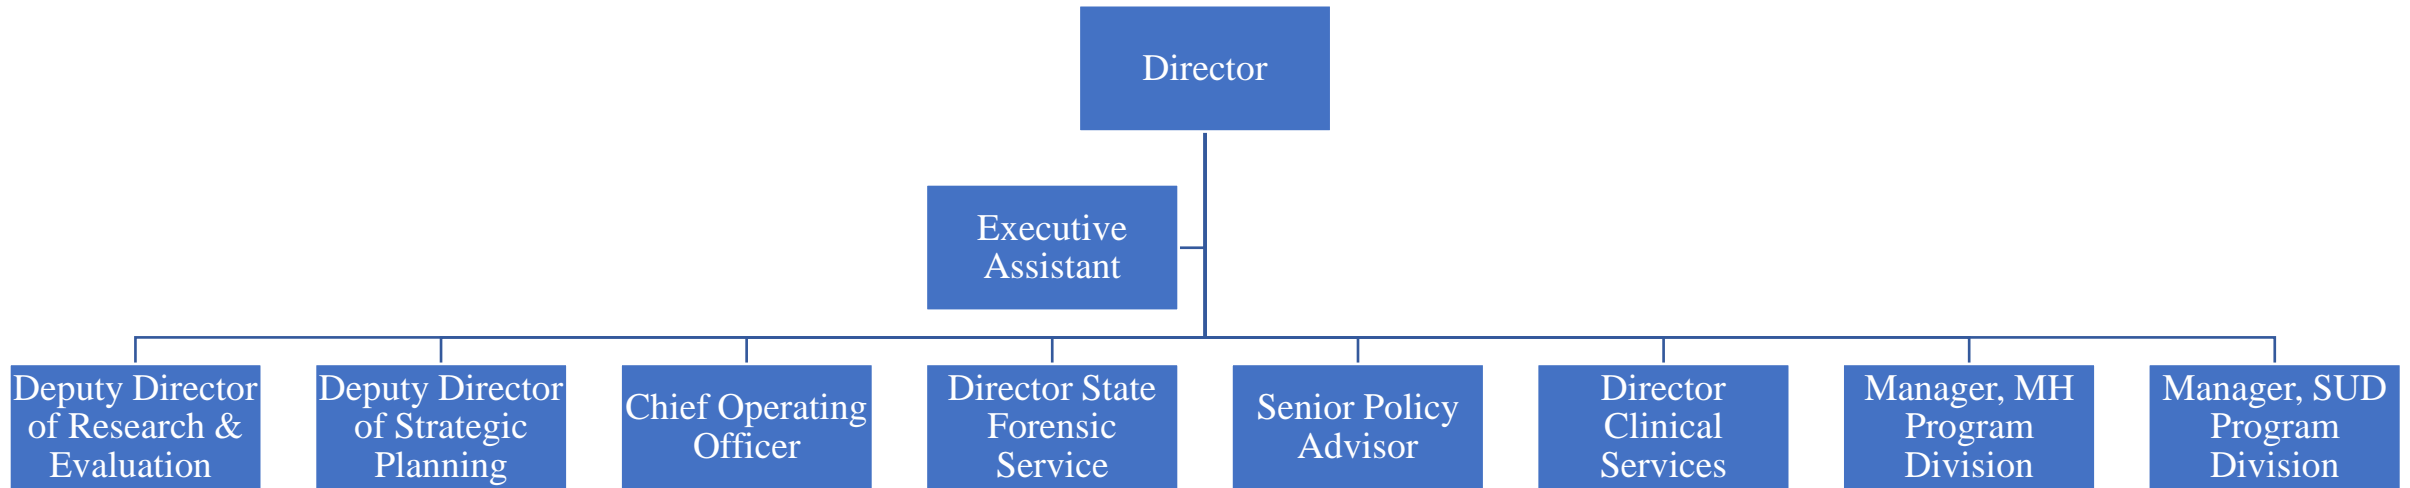 Director
Executive
Assistant
Deputy Director
of Research &
Evaluation
Deputy Director
of Strategic
Planning
Chief Operating
Officer
Director State
Forensic
Service
Senior Policy
Advisor
Director
Clinical
Services
Manager, MH
Program
Division
Manager, SUD
Program
Division